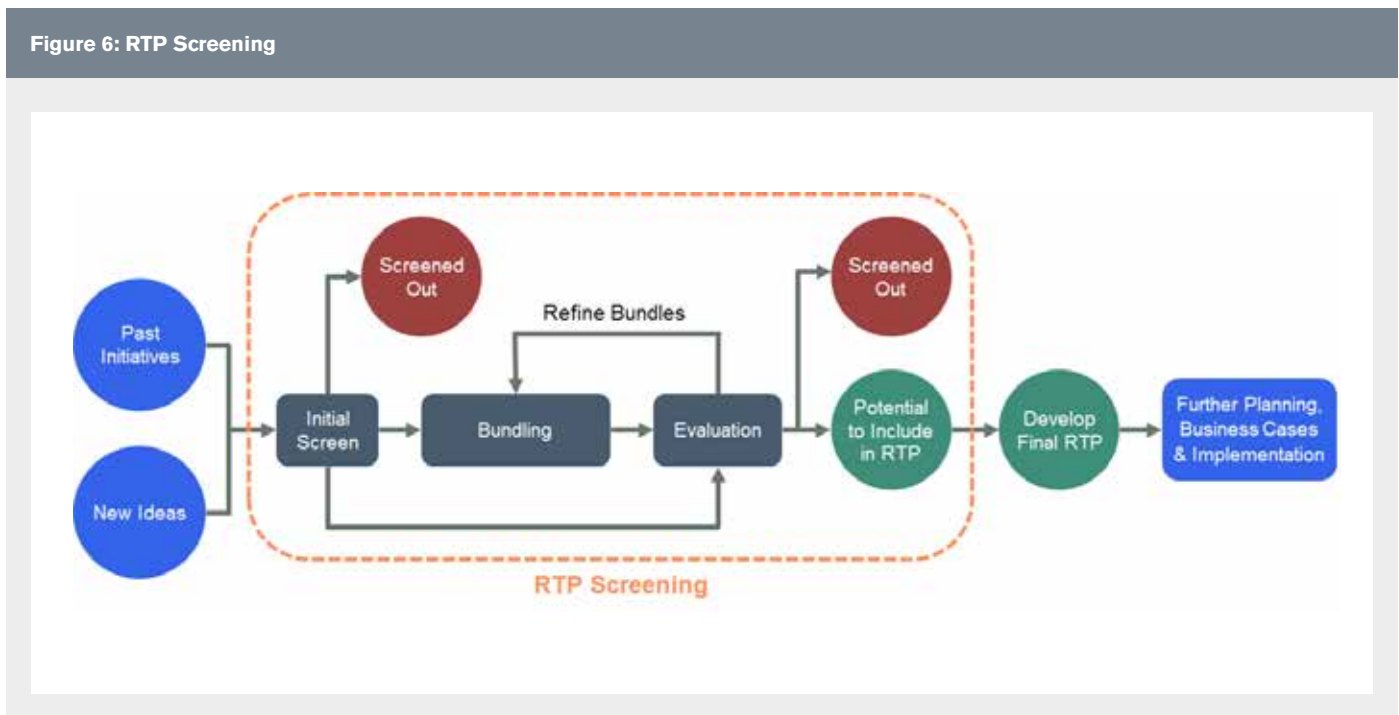 Figure 6: RTP Screening
Screened
Out
Screened
Out
Refine Bundles
Past
Initiatives
Initial
Screen
Bundling
Evaluation
Potential
to Include
in RTP
Develop
Final RTP
Further Planning,
Business Cases
& Implementation
New Ideas
RTP Screening